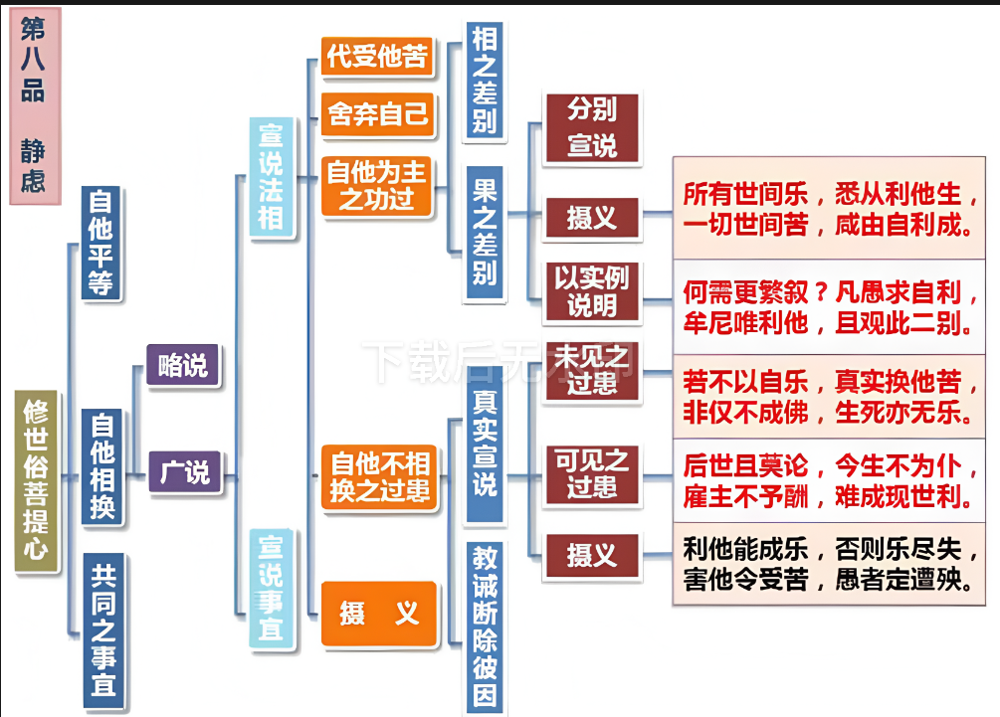 第八品 静虑
修世俗菩提心
自他平等
自他相换
共同之事宜
略说
广说
宣说法相
宣说事宜
代受他苦
舍弃自己
自他为主
之功过
自他不相
换之过患
摄 义
相之差别
果之差别
真实宣说
教诫断除彼因
分别
宣说
摄义
以实例
说明
未见之
过患
可见之
过患
摄义
所有世间乐，悉从利他生，
一切世间苦，咸由自利成。
何需更繁叙？凡愚求自利，
牟尼唯利他，且观此二别。
若不以自乐，真实换他苦，
非仅不成佛，生死亦无乐。
后世且莫论，今生不为仆，
雇主不予酬，难成现世利。
利他能成乐，否则乐尽失，
害他令受苦，愚者定遭殃。
下载后无水印